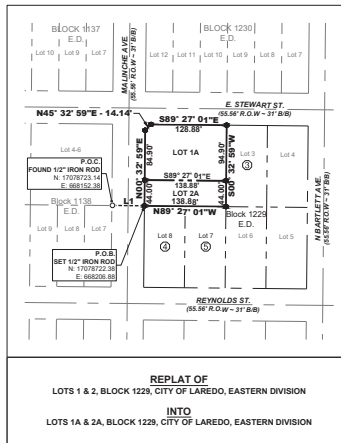 BLOCK 1137
E.D.
Lot 10
Lot 9
Lot 7
MALINCHE AVE.
(55.56' R.O.W ~ 31' B/B)
BLOCK 1230
E.D.
Lot 12
Lot 11
Lot 10
Lot 9
Lot 7
N45° 32' 59"E - 14.14'
S89° 27' 01"E
128.88'
E. STEWART ST.
(55.56' R.O.W ~ 31' B/B)
LOT 1A
N00° 32' 59"E
84.90'
94.90'
S00° 32' 59"W
Lot 3
③
Lot 4
Lot 4-6
P.O.C.
FOUND 1/2" IRON ROD
N: 17078723.14
E: 668152.38
S89° 27' 01"E
138.88'
LOT 2A
44.00'
44.00'
138.88'
N89° 27' 01"W
L1
Block 1138
E.D.
Block 1229
E.D.
Lot 9
Lot 8
Lot 7
P.O.B.
SET 1/2" IRON ROD
N: 17078722.38
E: 668206.88
Lot 8
④
Lot 7
⑤
Lot 6
Lot 5
N BARTLETT AVE.
(55.56' R.O.W ~ 31' B/B)
REYNOLDS ST.
(55.56' R.O.W ~ 31' B/B)
REPLAT OF
LOTS 1 & 2, BLOCK 1229, CITY OF LAREDO, EASTERN DIVISION
INTO
LOTS 1A & 2A, BLOCK 1229, CITY OF LAREDO, EASTERN DIVISION